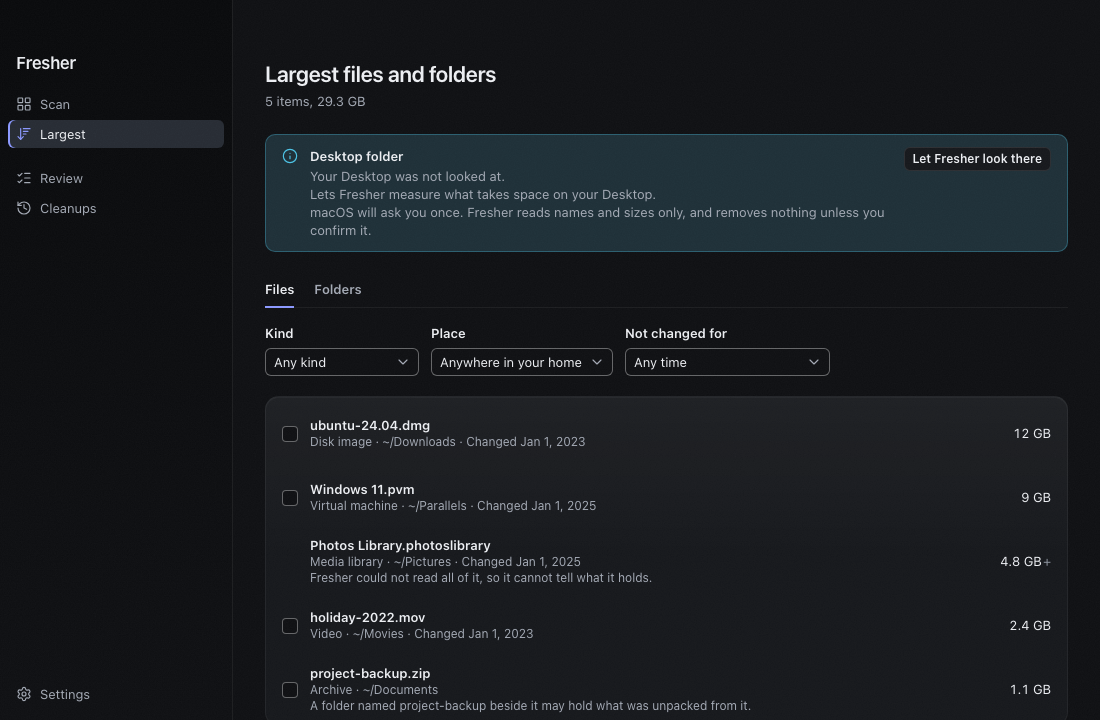 Fresher
Scan
Largest
Review
Cleanups
Settings
Largest files and folders
5 items, 29.3 GB
Desktop folder
Your Desktop was not looked at.
Lets Fresher measure what takes space on your Desktop.
macOS will ask you once. Fresher reads names and sizes only, and removes nothing unless you
confirm it.
Let Fresher look there
Files
Folders
Kind
Place
Not changed for
Any kind
Anywhere in your home
Any time
ubuntu-24.04.dmg
Disk image · ~/Downloads · Changed Jan 1, 2023
12 GB
Windows 11.pvm
Virtual machine · ~/Parallels · Changed Jan 1, 2025
9 GB
Photos Library.photoslibrary
Media library · ~/Pictures · Changed Jan 1, 2025
Fresher could not read all of it, so it cannot tell what it holds.
4.8 GB+
holiday-2022.mov
Video · ~/Movies · Changed Jan 1, 2023
2.4 GB
project-backup.zip
Archive · ~/Documents
A folder named project-backup beside it may hold what was unpacked from it.
1.1 GB